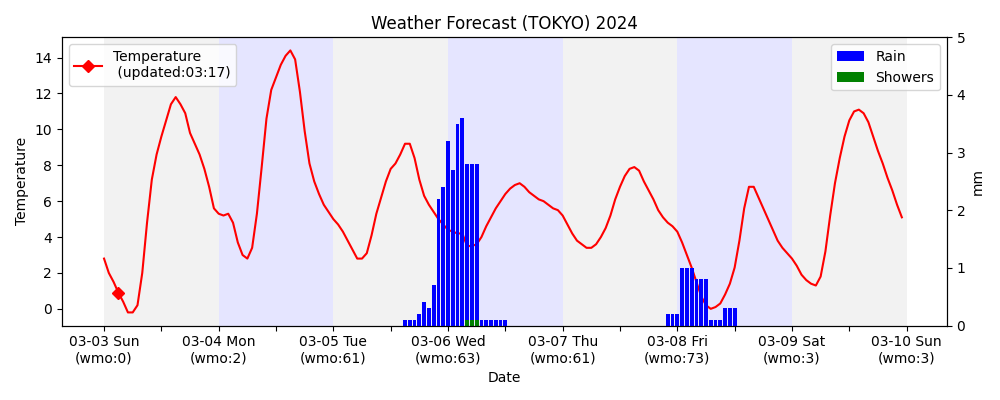 Weather Forecast (TOKYO) 2024
Temperature
(updated:03:17)
Rain
Showers
Temperature
14
12
10
8
6
4
2
0
5
4
3
2
1
0
mm
03-03 Sun
(wmo:0)
03-04 Mon
(wmo:2)
03-05 Tue
(wmo:61)
03-06 Wed
(wmo:63)
03-07 Thu
(wmo:61)
03-08 Fri
(wmo:73)
03-09 Sat
(wmo:3)
03-10 Sun
(wmo:3)
Date